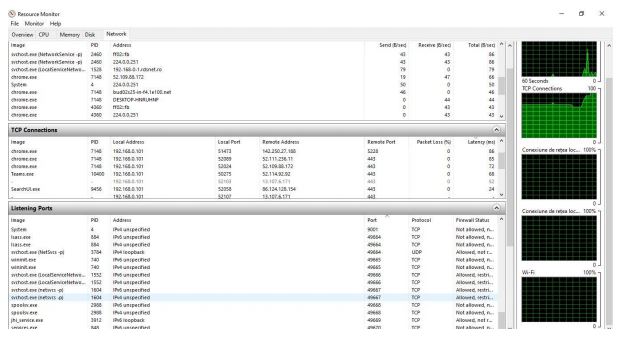 Resource Monitor
File Monitor Help
Overview CPU Memory Disk Network
Image PID Address Send (B/sec) Receive (B/sec) Total (B/sec)
svchost.exe (NetworkService -p) 2460 ff02::fb 43 43 86
svchost.exe (NetworkService -p) 2460 224.0.0.251 43 43 86
svchost.exe (LocalServiceNetwo... 1528 192-168-0-1.rdsnet.ro 79 0 79
chrome.exe 7148 52.109.88.172 19 47 66
System 4 224.0.0.251 50 0 50
chrome.exe 7148 bud02s25-in-f4.1e100.net 46 0 46
chrome.exe 7148 0 44 44
chrome.exe 4360 ff02::fb 0 43 43
chrome.exe 4360 224.0.0.251 0 43 43
TCP Connections
Image PID Local Address Local Port Remote Address Remote Port Packet Loss (%) Latency (ms)
chrome.exe 7148 192.168.0.101 51473 142.250.27.188 5228 0 86
chrome.exe 7148 192.168.0.101 52089 52.111.236.11 443 0 85
chrome.exe 7148 192.168.0.101 52024 52.109.88.172 443 0 72
Teams.exe 10400 192.168.0.101 50275 52.114.92.92 443 0 68
- - 192.168.0.101 52103 13.107.6.171 443 0 52
SearchUI.exe 9456 192.168.0.101 52058 86.124.128.154 443 0 24
- - 192.168.0.101 52107 13.107.6.171 443 - -
Listening Ports
Image PID Address Port Protocol Firewall Status
System 4 IPv6 unspecified 9001 TCP Not allowed, n...
lsass.exe 884 IPv4 unspecified 49664 TCP Not allowed, n...
lsass.exe 884 IPv6 unspecified 49664 TCP Not allowed, n...
svchost.exe (NetSvcs -p) 3784 IPv4 loopback 49664 UDP Allowed, not r...
wininit.exe 740 IPv4 unspecified 49665 TCP Not allowed, n...
wininit.exe 740 IPv6 unspecified 49665 TCP Not allowed, n...
svchost.exe (LocalServiceNetwo... 1552 IPv4 unspecified 49666 TCP Allowed, restri...
svchost.exe (LocalServiceNetwo... 1552 IPv6 unspecified 49666 TCP Allowed, restri...
svchost.exe (netsvcs -p) 1604 IPv4 unspecified 49667 TCP Allowed, restri...
svchost.exe (netsvcs -p) 1604 IPv6 unspecified 49667 TCP Allowed, restri...
spoolsv.exe 2988 IPv4 unspecified 49668 TCP Not allowed, n...
spoolsv.exe 2988 IPv6 unspecified 49668 TCP Not allowed, n...
jhi_service.exe 3912 IPv6 loopback 49669 TCP Allowed, not r...
services.exe 848 IPv4 unspecified 49670 TCP Not allowed, n...
60 Seconds 0
TCP Connections 100
0
Conexiune de rețea loc... 100%
0
Conexiune de rețea loc... 100%
0
Wi-Fi 100%
0